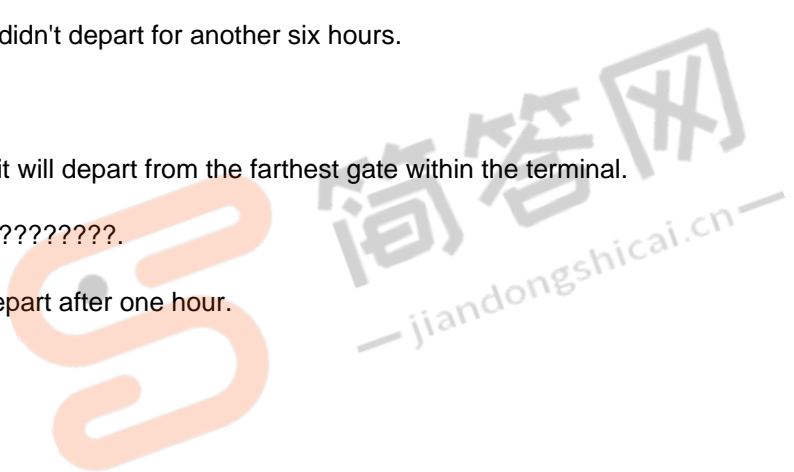 didn't depart for another six hours.
it will depart from the farthest gate within the terminal.
????????.
epart after one hour.
简答网
jiandongshicai.cn